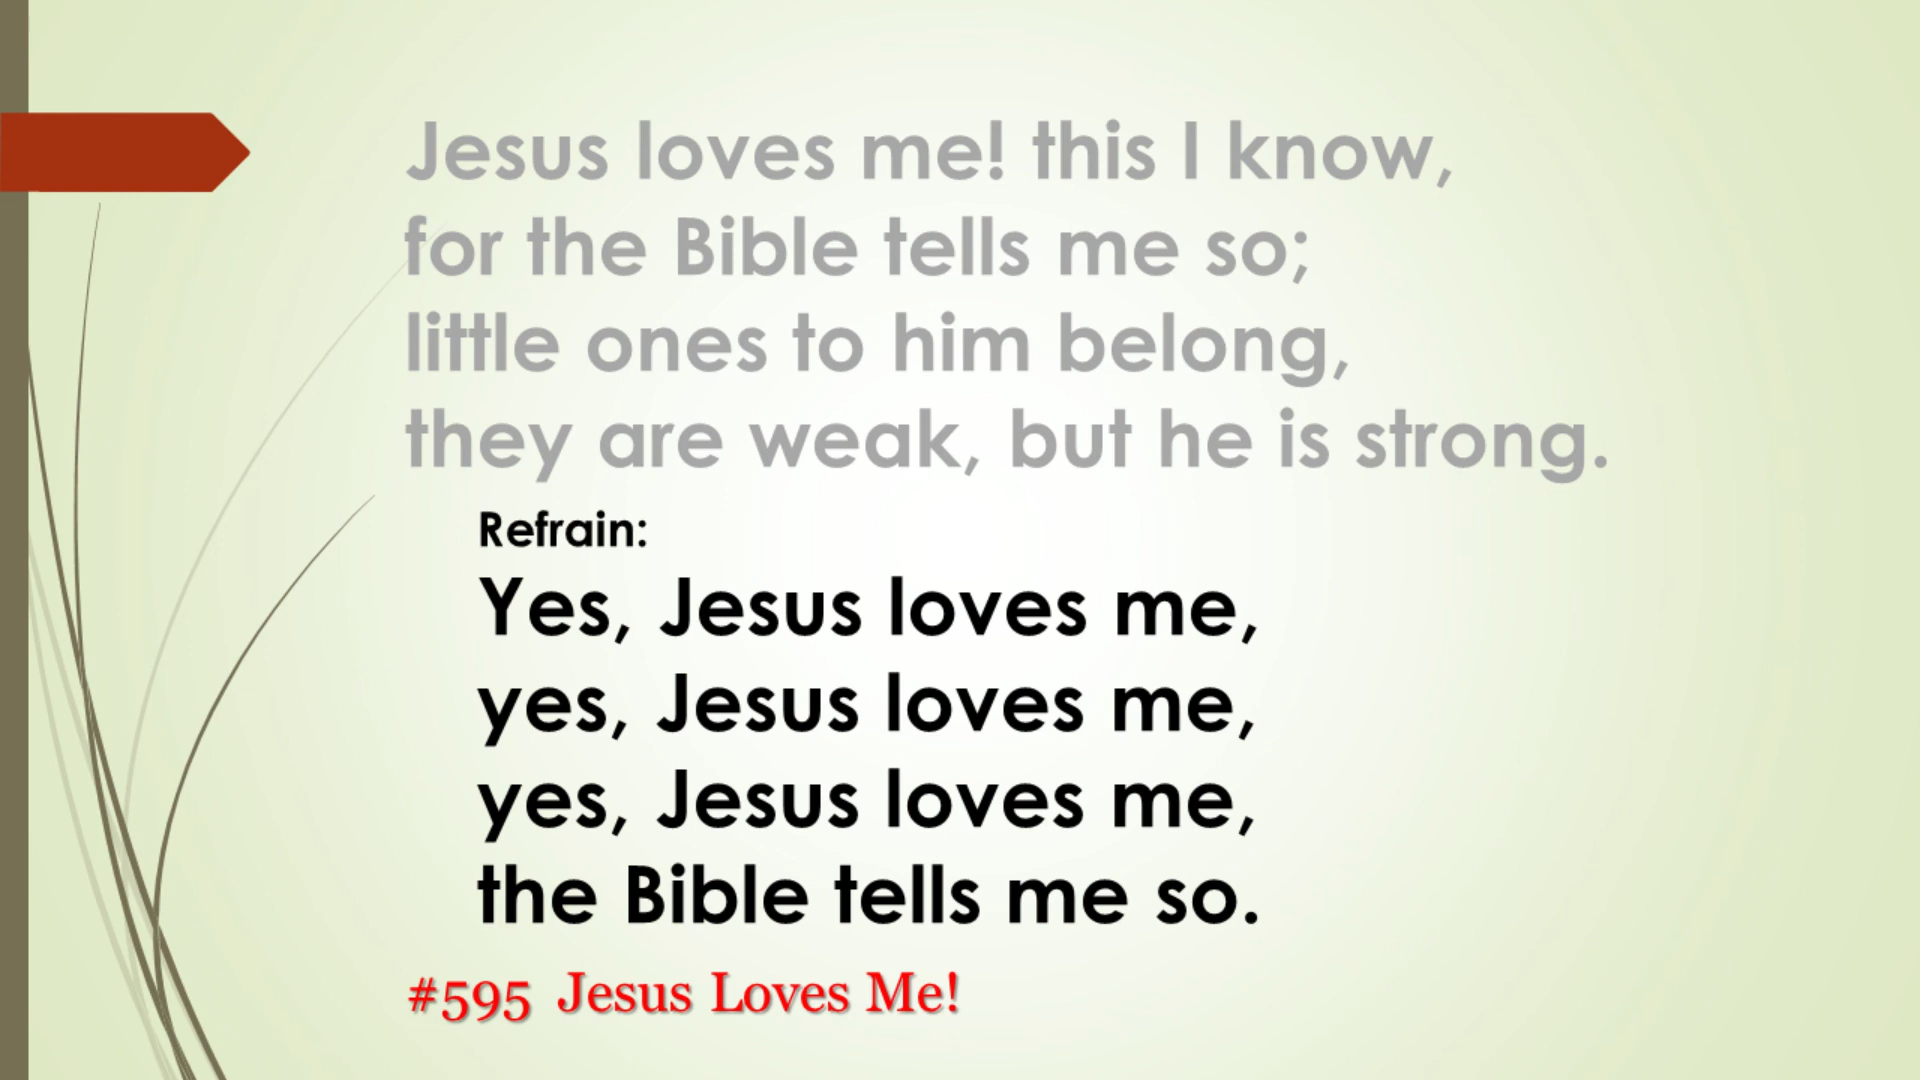 Jesus loves me! this I know,
for the Bible tells me so;
little ones to him belong,
they are weak, but he is strong.
Refrain:
Yes, Jesus loves me,
yes, Jesus loves me,
yes, Jesus loves me,
the Bible tells me so.
#595 Jesus Loves Me!